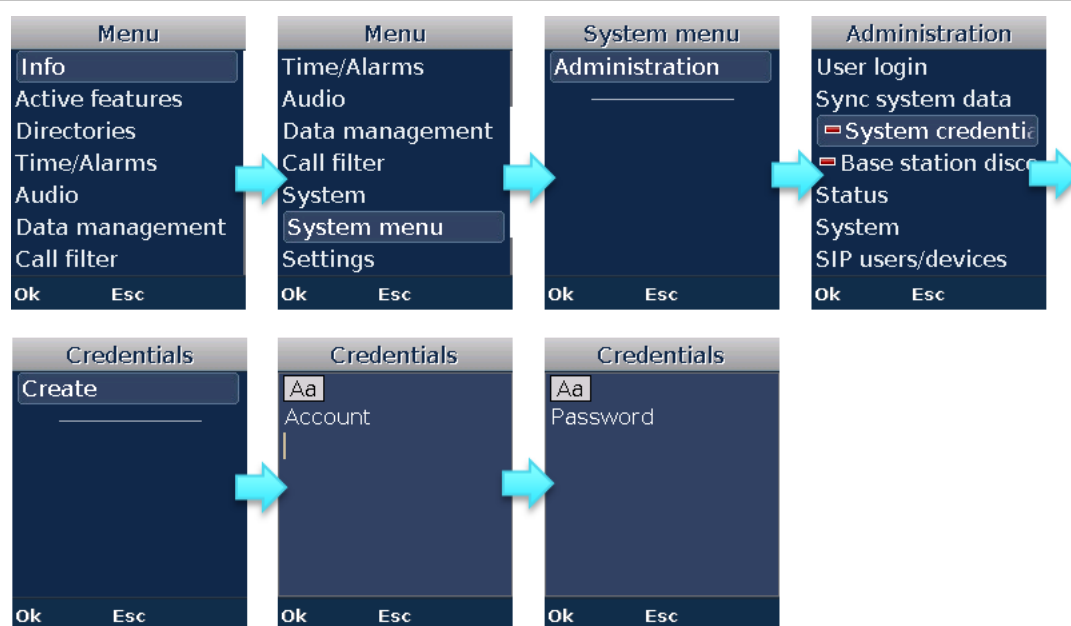 Menu
Info
Active features
Directories
Time/Alarms
Audio
Data management
Call filter
Ok Esc
Menu
Time/Alarms
Audio
Data management
Call filter
System
System menu
Settings
Ok Esc
System menu
Administration
Ok Esc
Administration
User login
Sync system data
System credentia
Base station disco
Status
System
SIP users/devices
Ok Esc
Credentials
Create
Ok Esc
Credentials
Aa
Account
Ok Esc
Credentials
Aa
Password
Ok Esc